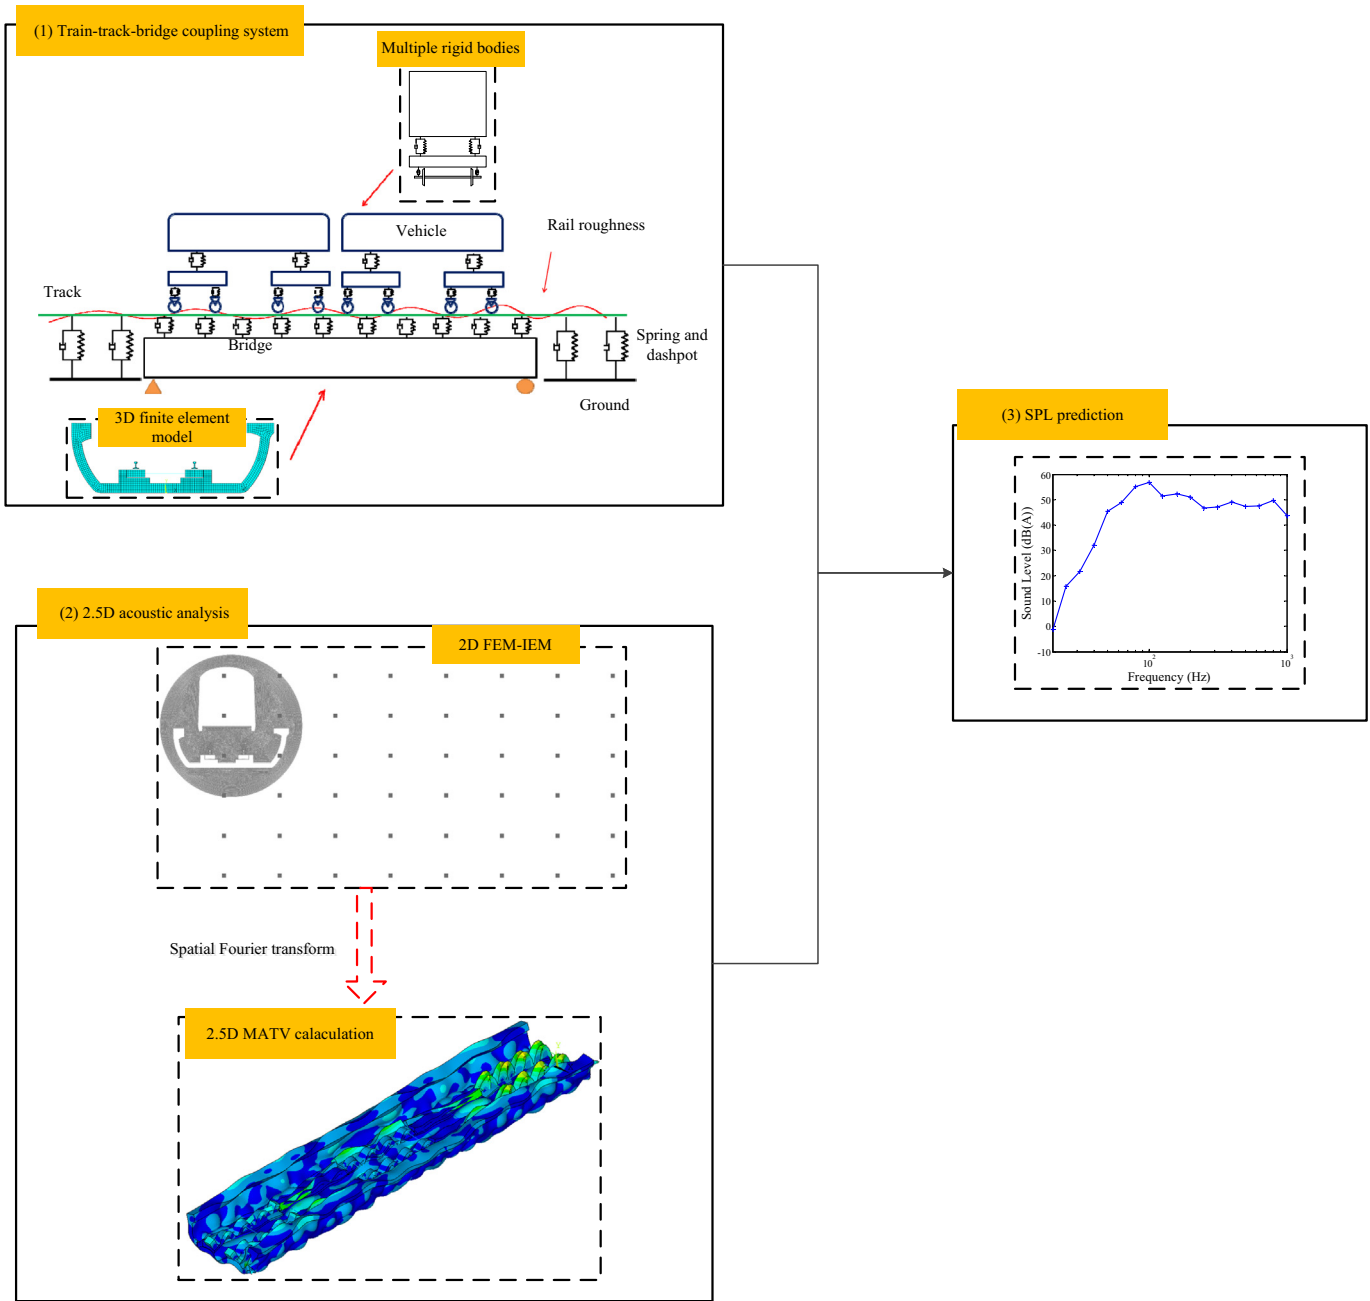 (1) Train-track-bridge coupling system
Multiple rigid bodies
Vehicle
Rail roughness
Track
Bridge
Spring and
dashpot
Ground
3D finite element
model
(2) 2.5D acoustic analysis
2D FEM-IEM
Spatial Fourier transform
2.5D MATV calaculation
(3) SPL prediction
60
50
40
30
20
10
0
-10
Sound Level (dB(A))
10²
10³
Frequency (Hz)